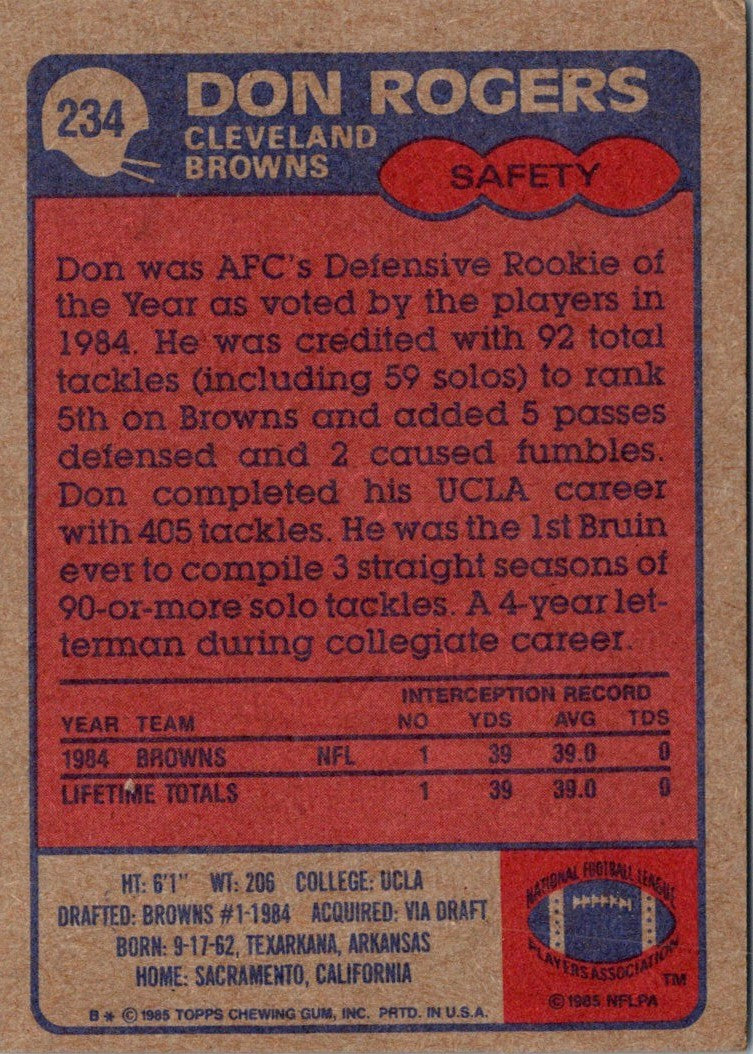 234
DON ROGERS
CLEVELAND
BROWNS
SAFETY
Don was AFC's Defensive Rookie of
the Year as voted by the players in
1984. He was credited with 92 total
tackles (including 59 solos) to rank
5th on Browns and added 5 passes
defensed and 2 caused fumbles.
Don completed his UCLA career
with 405 tackles. He was the 1st Bruin
ever to compile 3 straight seasons of
90-or-more solo tackles. A 4-year let-
terman during collegiate career.
INTERCEPTION RECORD
YEAR TEAM NO YDS AVG TDS
1984 BROWNS NFL 1 39 39.0 0
LIFETIME TOTALS 1 39 39.0 0
HT: 6'1" WT: 206 COLLEGE: UCLA
DRAFTED: BROWNS #1-1984 ACQUIRED: VIA DRAFT
BORN: 9-17-62, TEXARKANA, ARKANSAS
HOME: SACRAMENTO, CALIFORNIA
B* © 1985 TOPPS CHEWING GUM, INC. PRTD. IN U.S.A.
NATIONAL FOOTBALL LEAGUE
PLAYERS ASSOCIATION
TM
© 1985 NFLPA